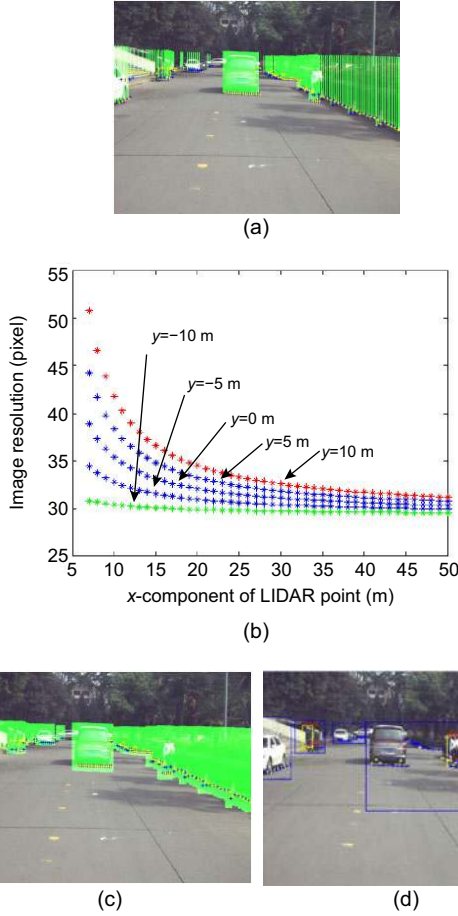 (a)
Image resolution (pixel)
55
50
45
40
35
30
25
y=−10 m
y=−5 m
y=0 m
5 m
y=10 m
5 10 15 20 25 30 35 40 45 50
x-component of LIDAR point (m)
(b)
(c) (d)